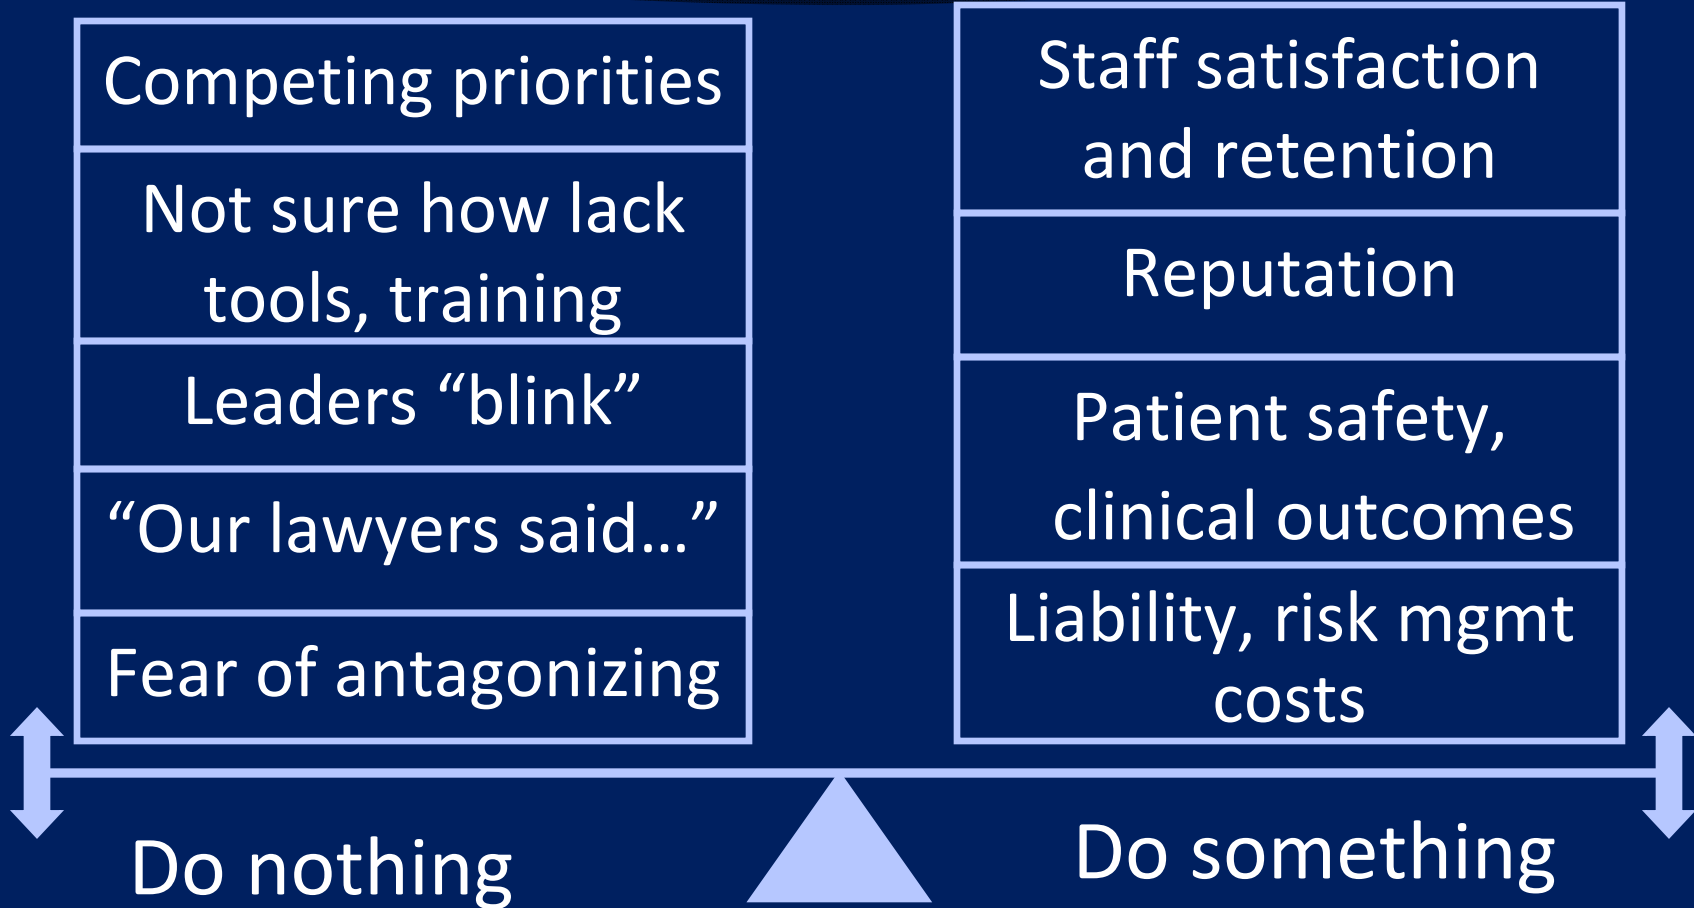 Competing priorities
Not sure how lack
tools, training
Leaders “blink”
“Our lawyers said…”
Fear of antagonizing
Do nothing
Staff satisfaction
and retention
Reputation
Patient safety,
clinical outcomes
Liability, risk mgmt
costs
Do something